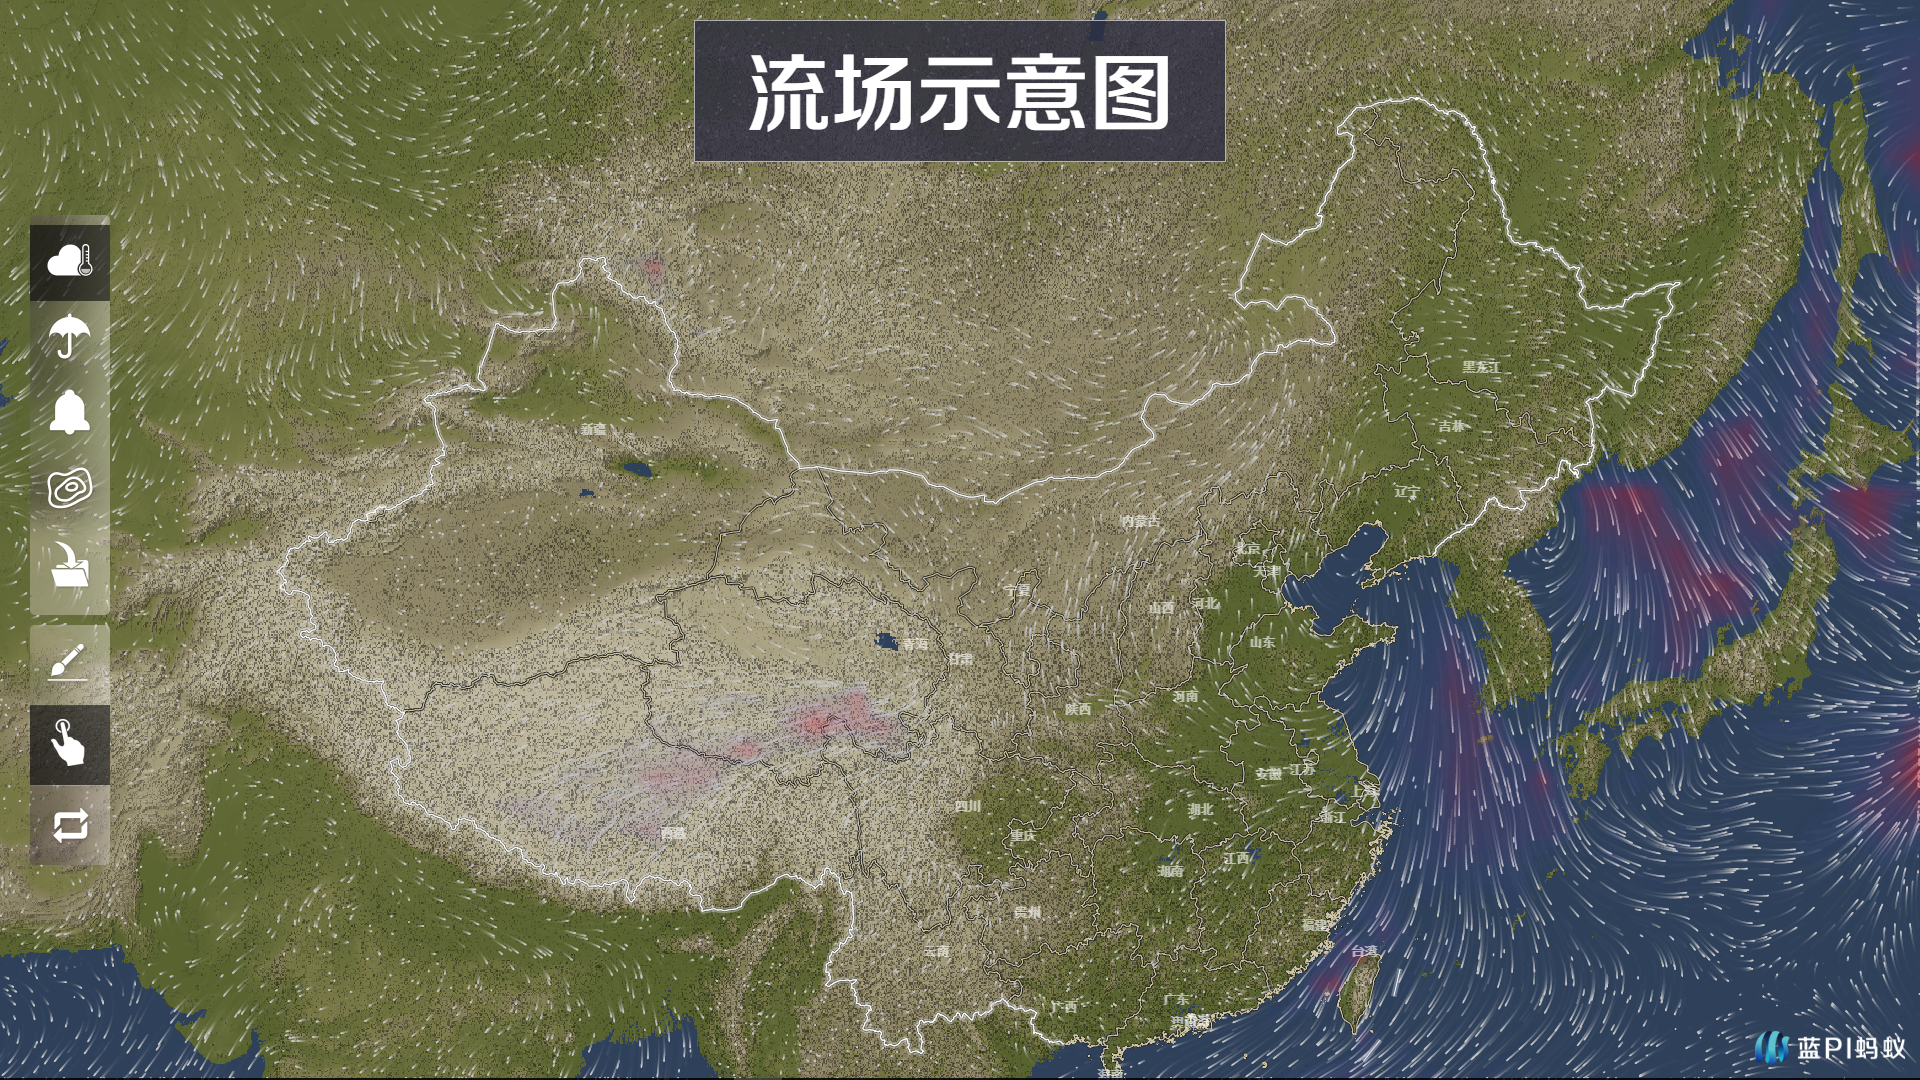 流场示意图
黑龙江
吉林
新疆
辽宁
内蒙古
北京
天津
宁夏
山西
河北
青海
甘肃
山东
河南
陕西
安徽
江苏
上海
四川
湖北
浙江
重庆
西藏
江西
湖南
贵州
福建
云南
台湾
广西
广东
海南
蓝PI蚂蚁